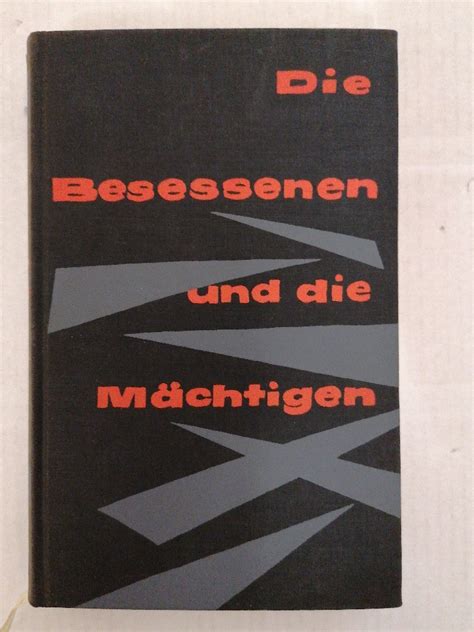 Die
Besessenen
und die
Mächtigen